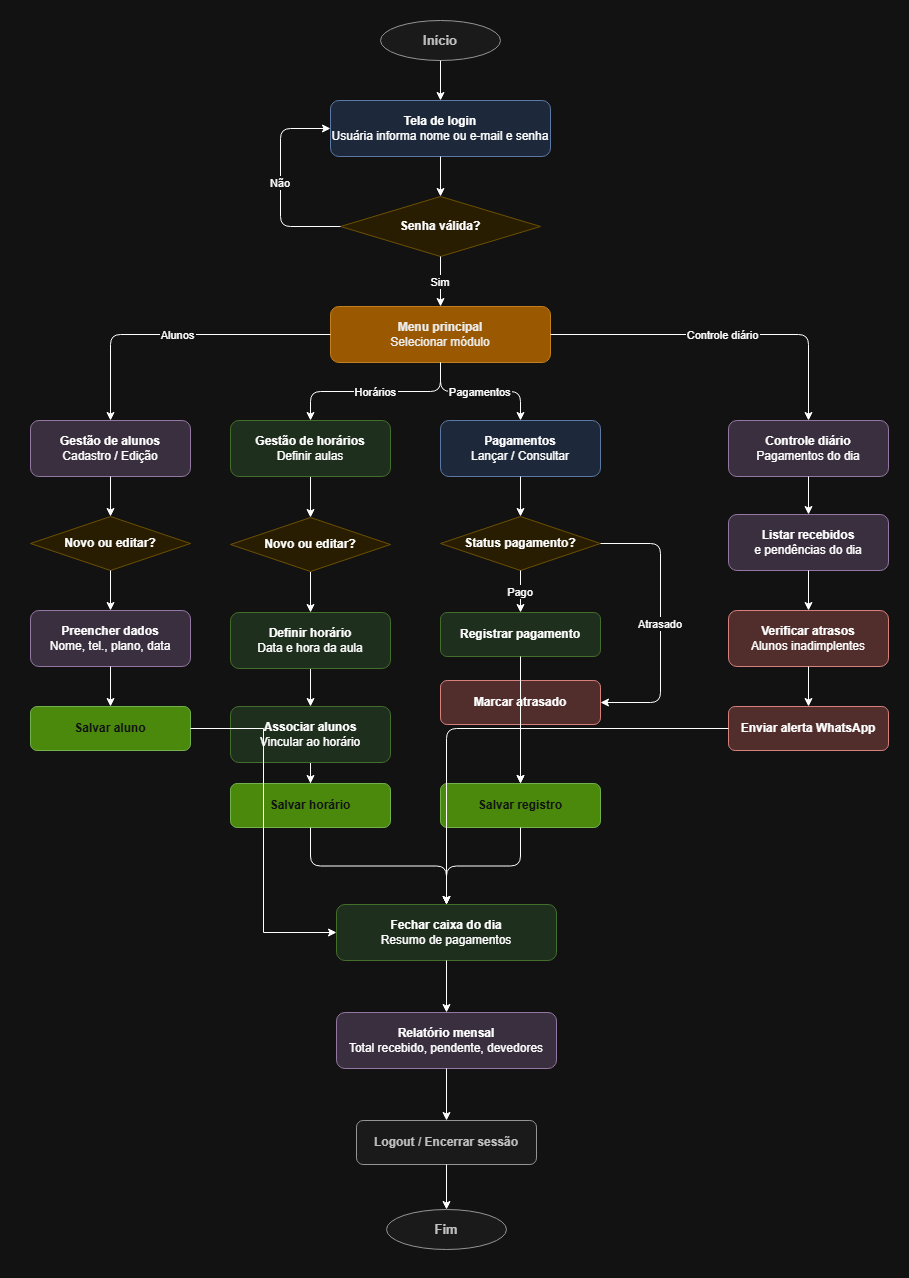 Início
Tela de login
Usuária informa nome ou e-mail e senha
Não
Senha válida?
Sim
Menu principal
Selecionar módulo
Alunos
Controle diário
Horários
Pagamentos
Gestão de alunos
Cadastro / Edição
Gestão de horários
Definir aulas
Pagamentos
Lançar / Consultar
Controle diário
Pagamentos do dia
Novo ou editar?
Novo ou editar?
Status pagamento?
Listar recebidos
e pendências do dia
Pago
Atrasado
Preencher dados
Nome, tel., plano, data
Definir horário
Data e hora da aula
Registrar pagamento
Verificar atrasos
Alunos inadimplentes
Marcar atrasado
Salvar aluno
Associar alunos
Vincular ao horário
Enviar alerta WhatsApp
Salvar horário
Salvar registro
Fechar caixa do dia
Resumo de pagamentos
Relatório mensal
Total recebido, pendente, devedores
Logout / Encerrar sessão
Fim